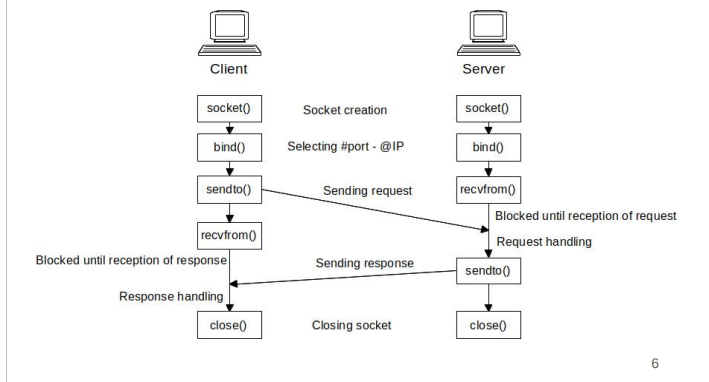 Client
Server
socket()
Socket creation
socket()
bind()
Selecting #port - @IP
bind()
sendto()
Sending request
recvfrom()
Blocked until reception of request
recvfrom()
Request handling
Blocked until reception of response
Sending response
sendto()
Response handling
close()
Closing socket
close()
6